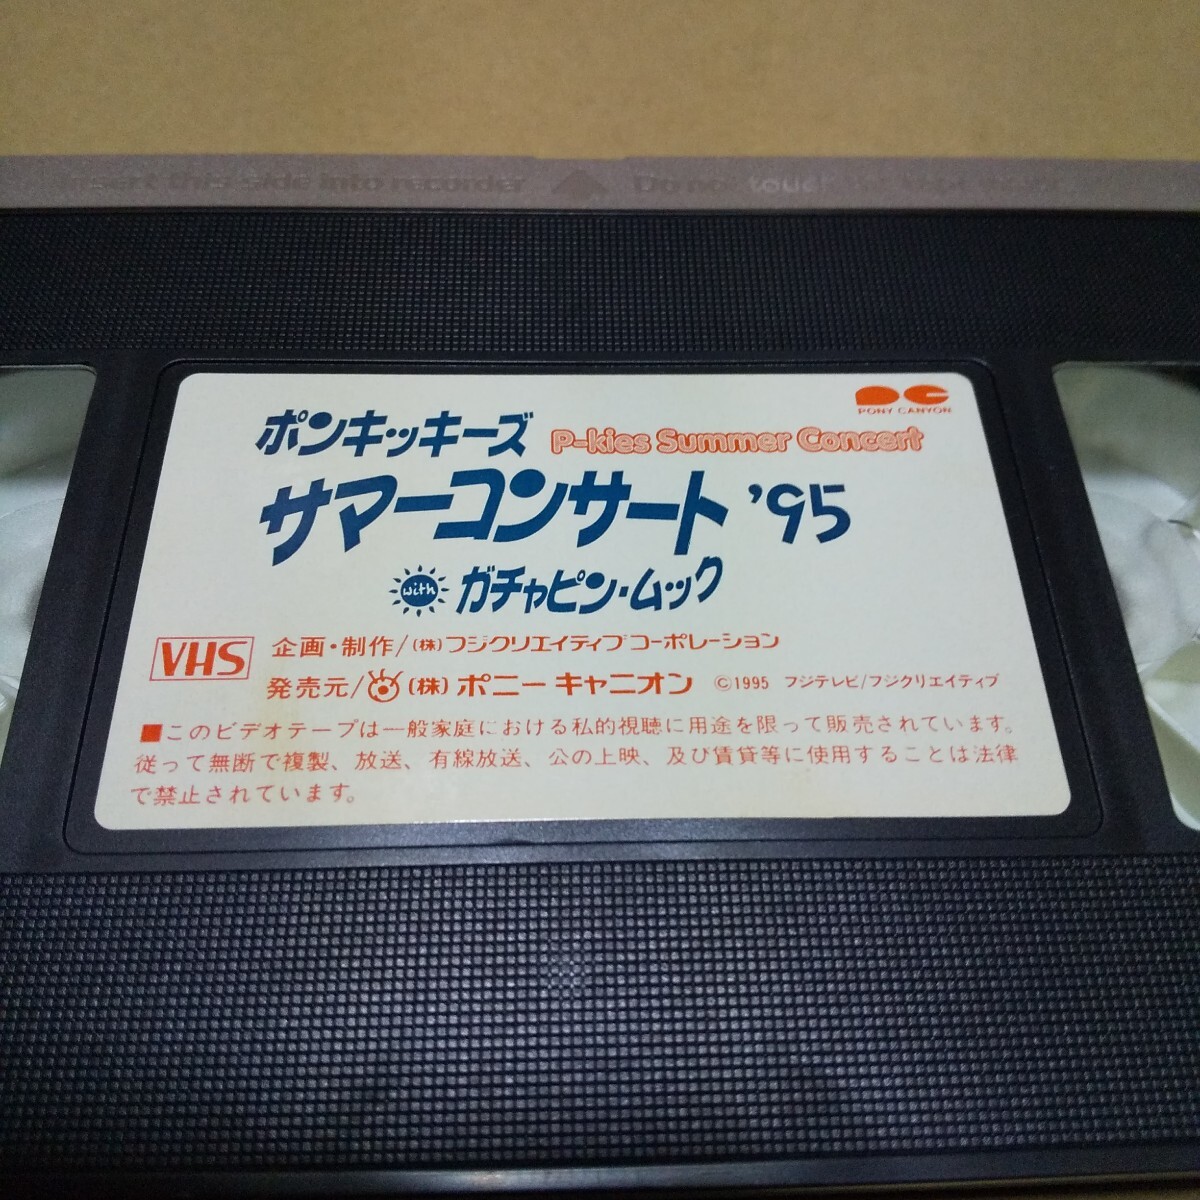 Insert this side into recorder ▲ Do not touch the tape inside
PONY CANYON
ポンキッキーズ P-kies Summer Concert
サマーコンサート '95
with ガチャピン・ムック
VHS 企画・制作/(株)フジクリエイティブコーポレーション
発売元/(株)ポニーキャニオン ©1995 フジテレビ/フジクリエイティブ
■このビデオテープは一般家庭における私的視聴に用途を限って販売されています。
従って無断で複製、放送、有線放送、公の上映、及び賃貸等に使用することは法律
で禁止されています。